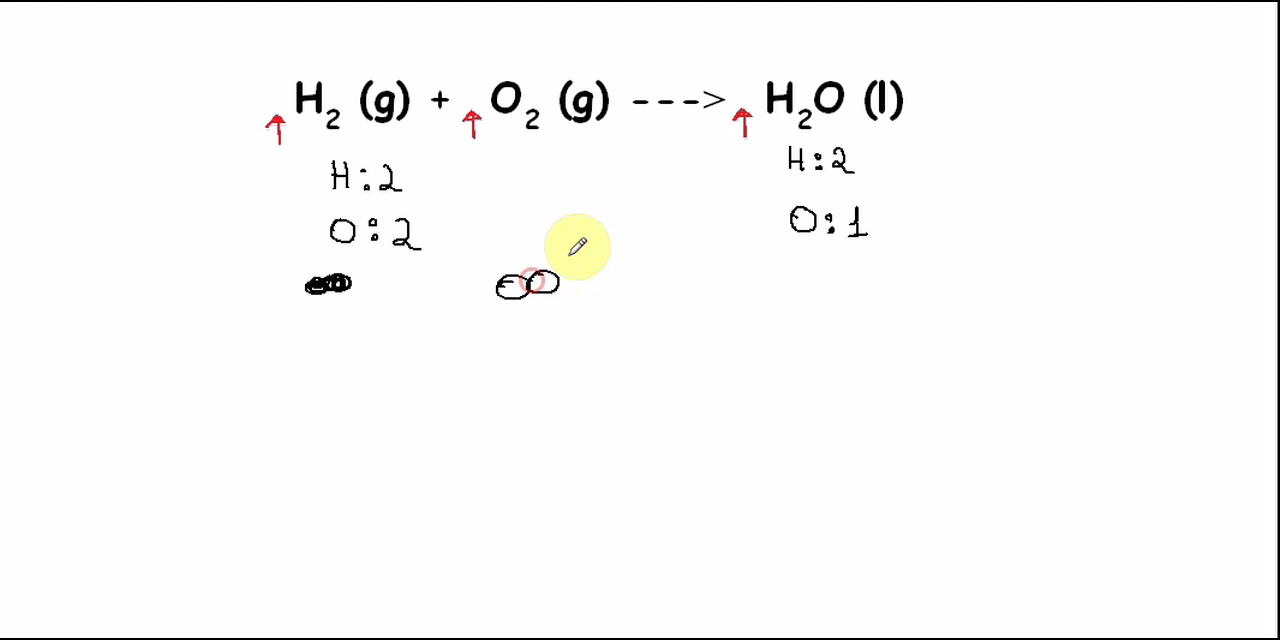 H₂ (g) + O₂ (g) ---> H₂O (l)
H:2
O:2
H:2
O:1